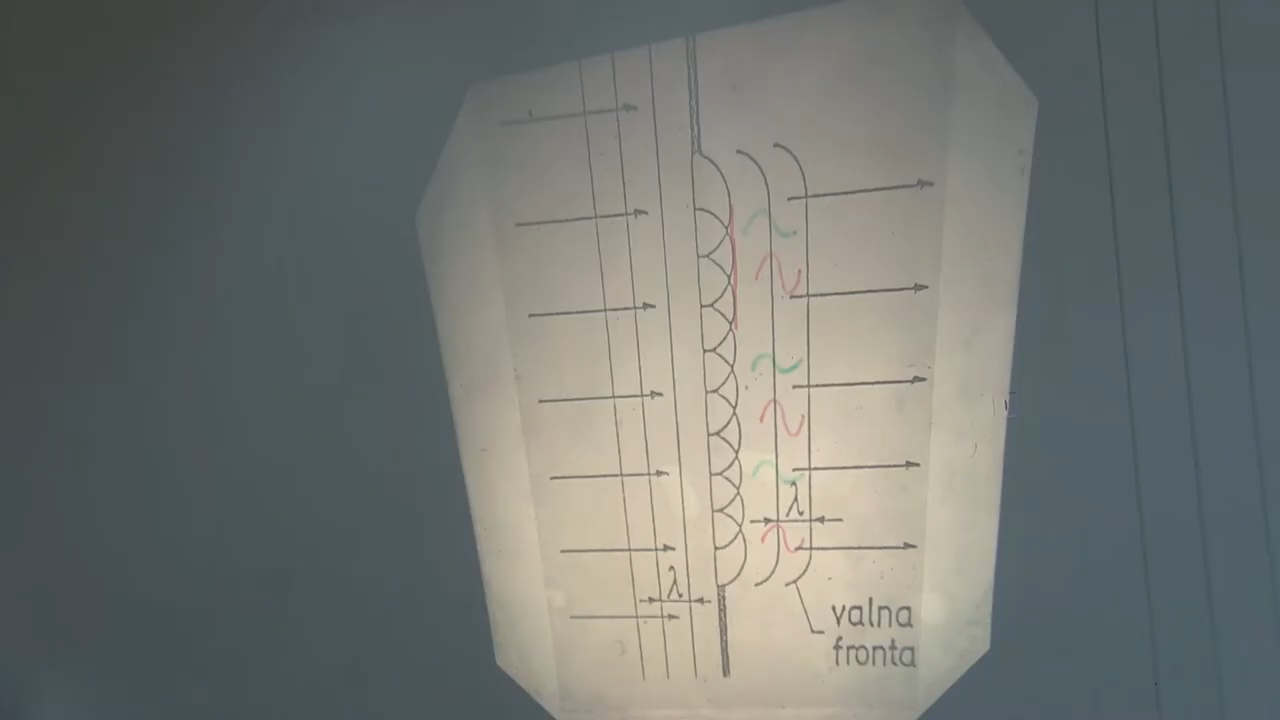 λ
λ
valna
fronta